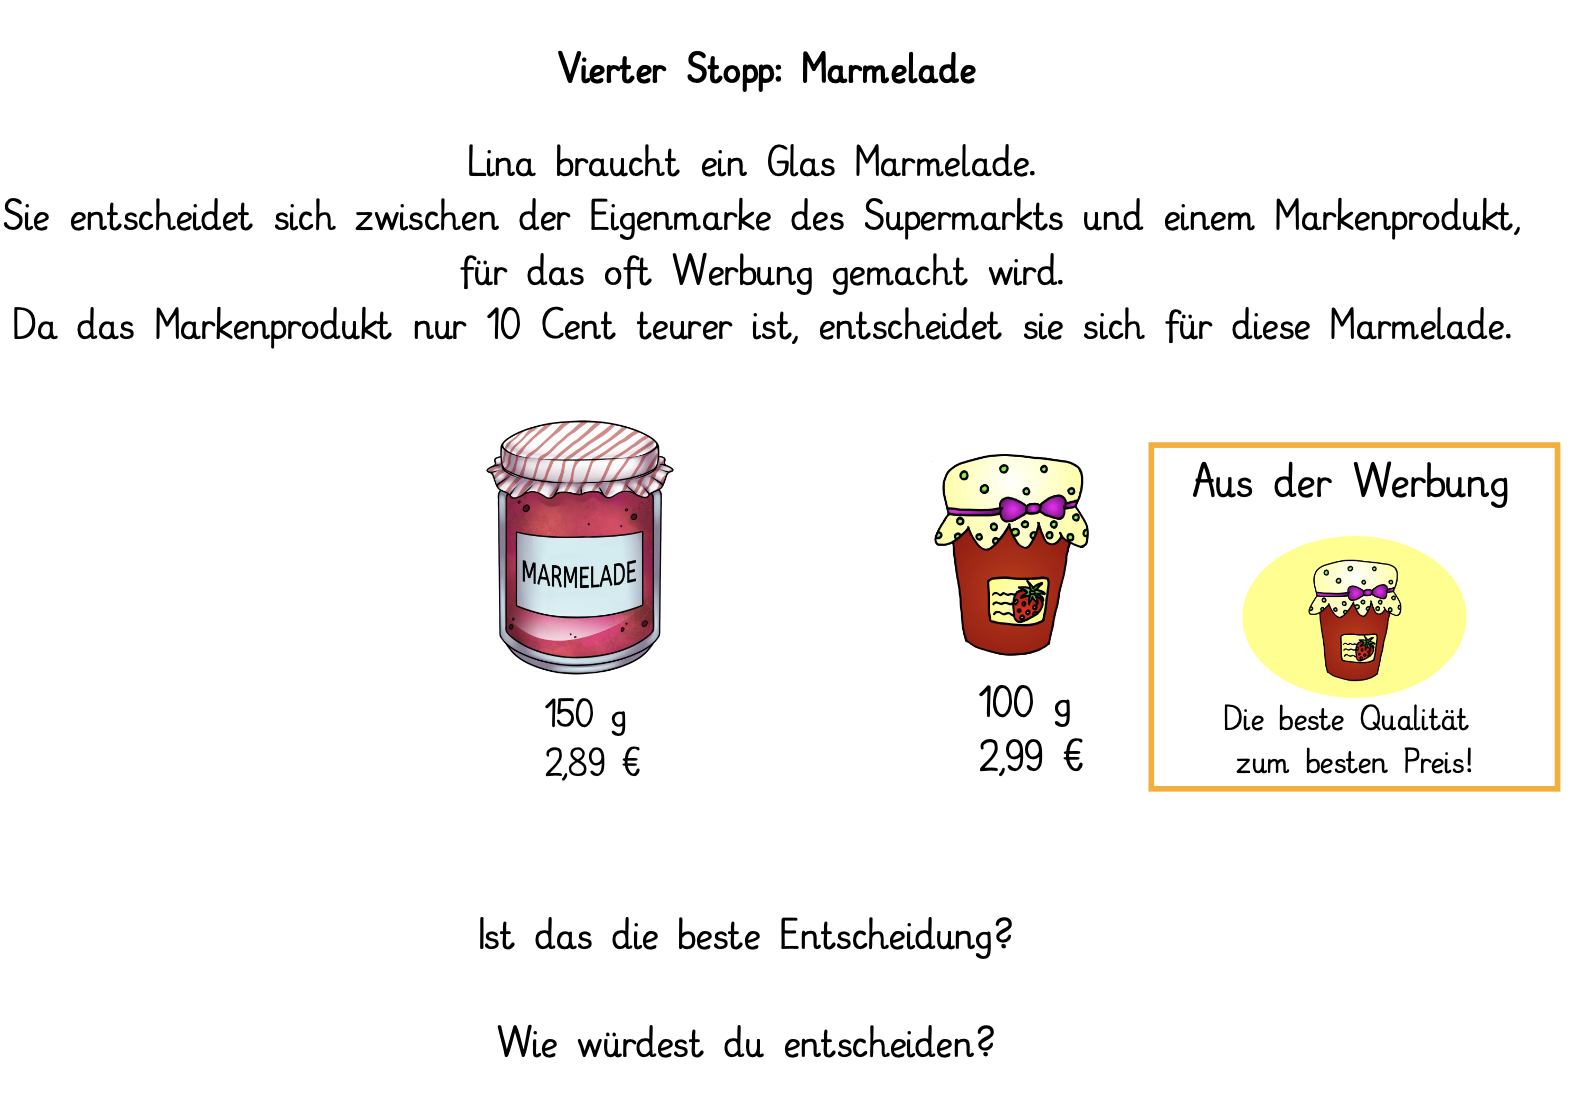 Vierter Stopp: Marmelade
Lina braucht ein Glas Marmelade.
Sie entscheidet sich zwischen der Eigenmarke des Supermarkts und einem Markenprodukt,
für das oft Werbung gemacht wird.
Da das Markenprodukt nur 10 Cent teurer ist, entscheidet sie sich für diese Marmelade.
MARMELADE
150 g
2,89 €
100 g
2,99 €
Aus der Werbung
Die beste Qualität
zum besten Preis!
Ist das die beste Entscheidung?
Wie würdest du entscheiden?